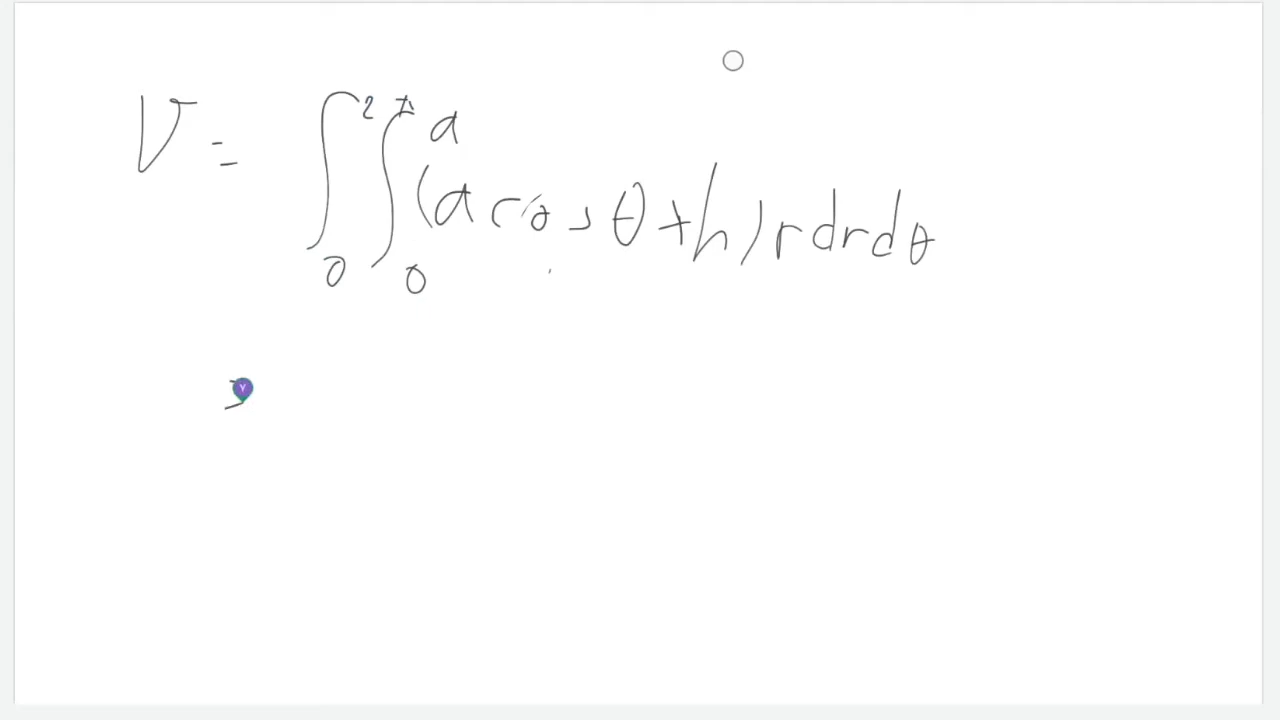 V = ∫₀^{2π} ∫₀^{a} (a cos θ + h) r dr dθ
=